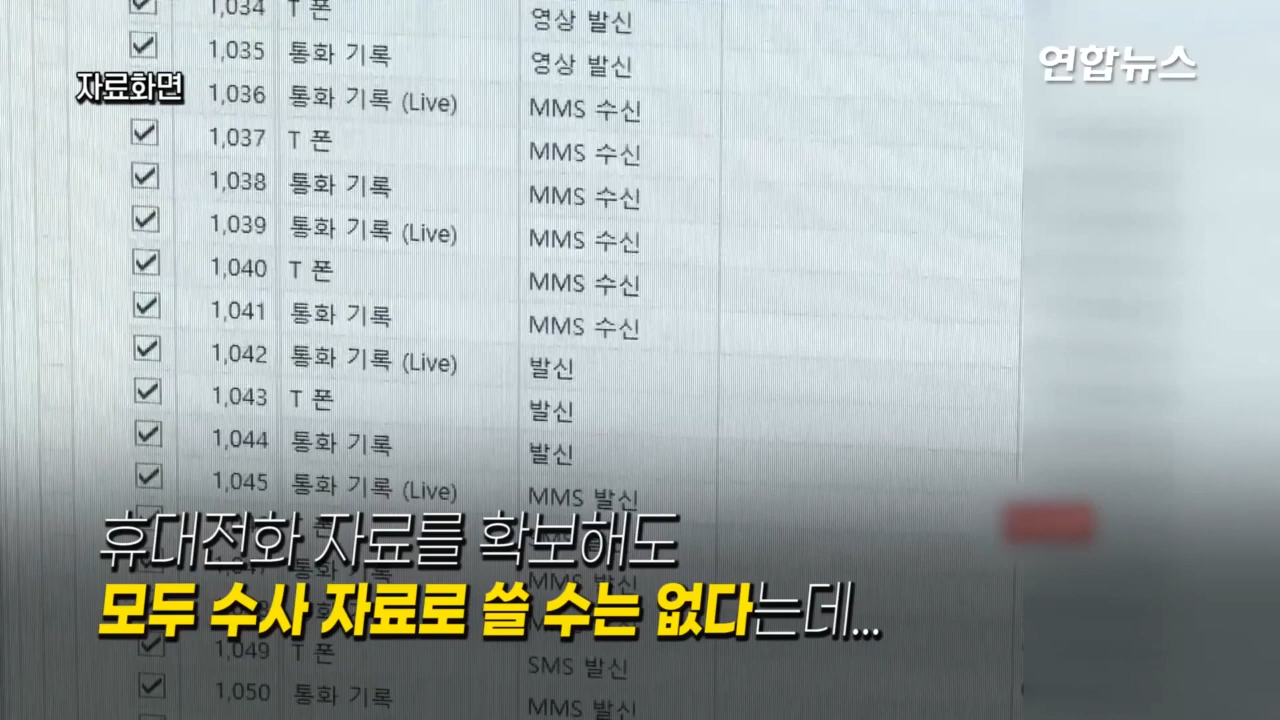 1,034 T 폰 영상 발신
연합뉴스
1,035 통화 기록 영상 발신
자료화면
1,036 통화 기록 (Live) MMS 수신
1,037 T 폰 MMS 수신
1,038 통화 기록 MMS 수신
1,039 통화 기록 (Live) MMS 수신
1,040 T 폰 MMS 수신
1,041 통화 기록 MMS 수신
1,042 통화 기록 (Live) 발신
1,043 T 폰 발신
1,044 통화 기록 발신
1,045 통화 기록 (Live) MMS 발신
휴대전화 자료를 확보해도
모두 수사 자료로 쓸 수는 없다는데...
1,049 T 폰 SMS 발신
1,050 통화 기록 MMS 발신